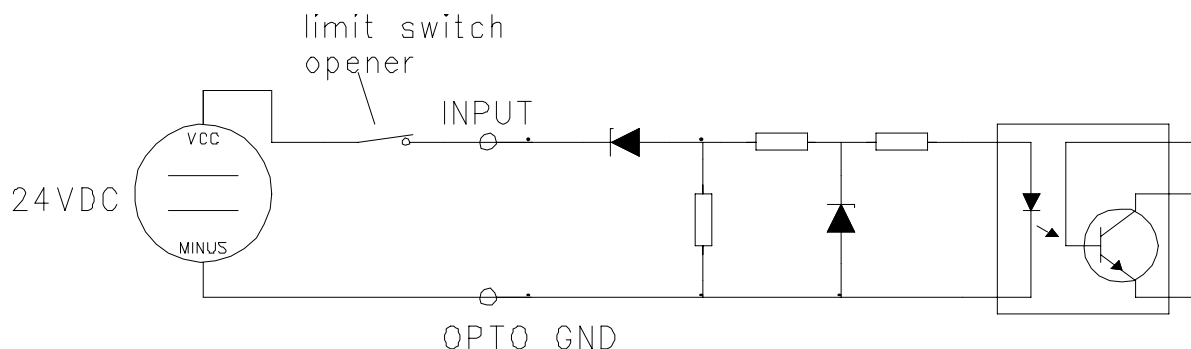 limit switch
opener
INPUT
VCC
24VDC
MINUS
OPTO GND